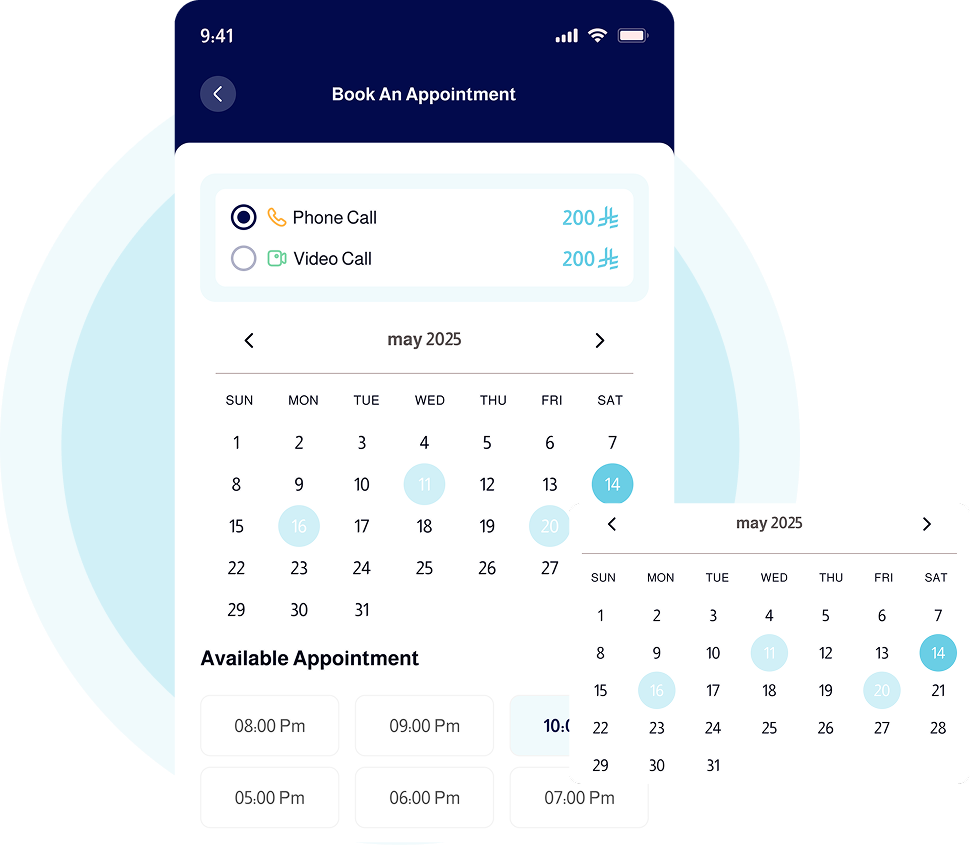 9:41
Book An Appointment
Phone Call 200
Video Call 200
may 2025
SUN MON TUE WED THU FRI SAT
1 2 3 4 5 6 7
8 9 10 11 12 13 14
15 16 17 18 19 20
22 23 24 25 26 27
29 30 31
Available Appointment
08:00 Pm 09:00 Pm
05:00 Pm 06:00 Pm 07:00 Pm
may 2025
SUN MON TUE WED THU FRI SAT
1 2 3 4 5 6 7
8 9 10 11 12 13 14
15 16 17 18 19 20 21
22 23 24 25 26 27 28
29 30 31